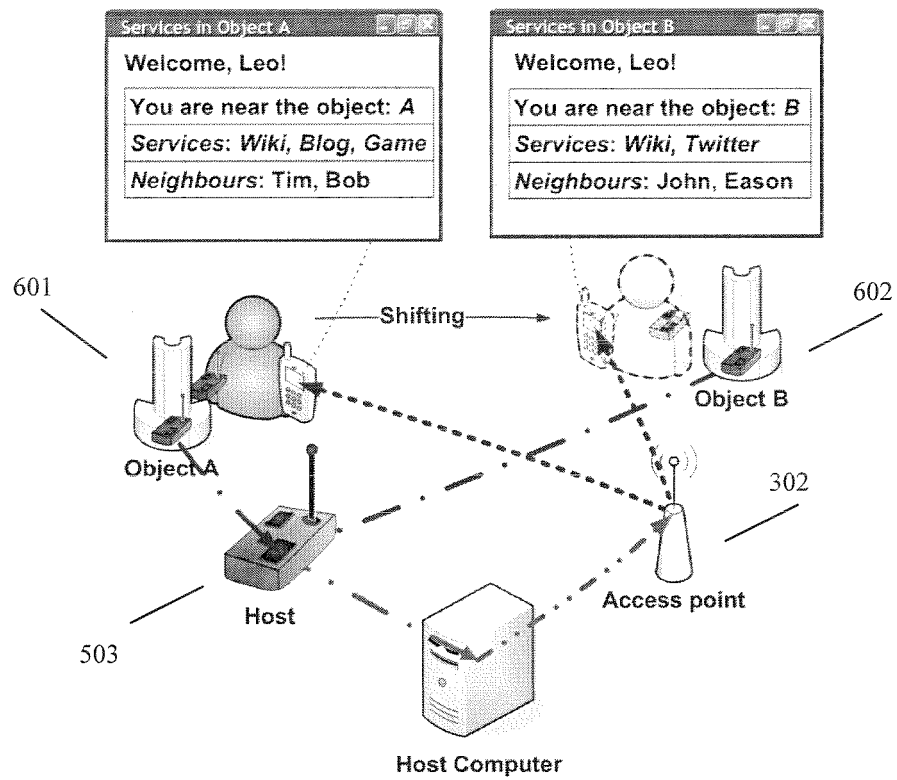 Services in Object A
Welcome, Leo!
You are near the object: A
Services: Wiki, Blog, Game
Neighbours: Tim, Bob
Services in Object B
Welcome, Leo!
You are near the object: B
Services: Wiki, Twitter
Neighbours: John, Eason
601
Shifting
602
Object B
Object A
302
Host
Access point
503
Host Computer